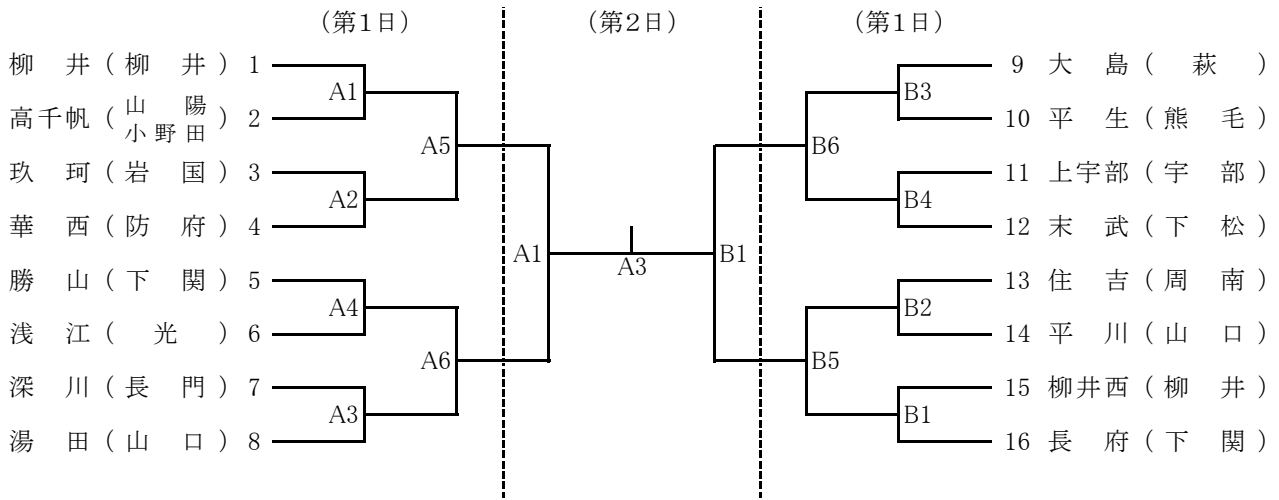 (第1日) (第2日) (第1日)
柳 井 ( 柳 井 ) 1 9 大 島 ( 萩 )
A1 B3
高千帆 ( 山 陽 小 野 田 ) 2 10 平 生 ( 熊 毛 )
A5 B6
玖 珂 ( 岩 国 ) 3 11 上宇部 ( 宇 部 )
A2 B4
華 西 ( 防 府 ) 4 12 末 武 ( 下 松 )
A1 A3 B1
勝 山 ( 下 関 ) 5 13 住 吉 ( 周 南 )
A4 B2
浅 江 ( 光 ) 6 14 平 川 ( 山 口 )
A6 B5
深 川 ( 長 門 ) 7 15 柳井西 ( 柳 井 )
A3 B1
湯 田 ( 山 口 ) 8 16 長 府 ( 下 関 )